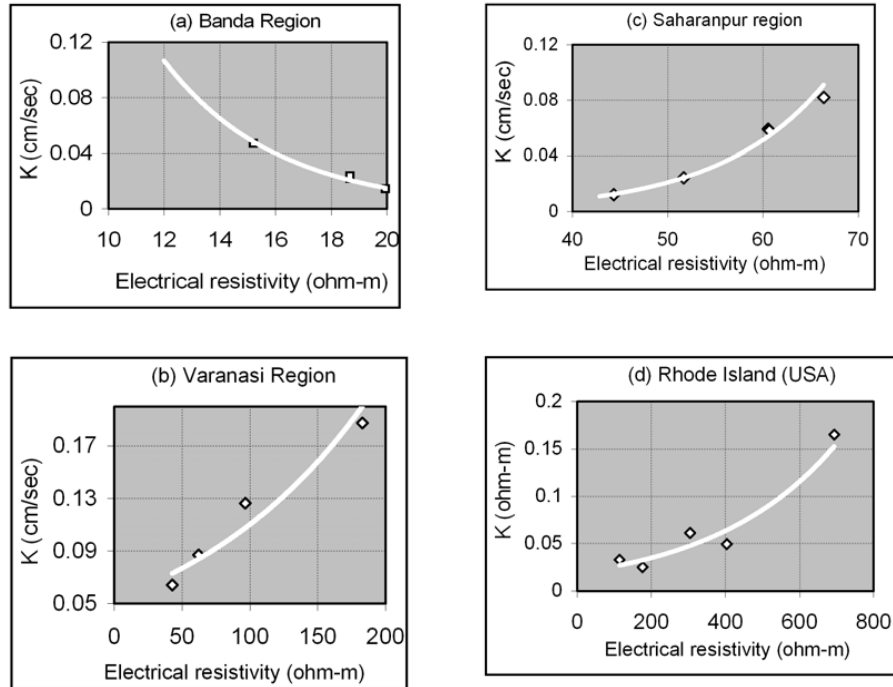 (a) Banda Region
0.12
0.08
0.04
0
K (cm/sec)
10 12 14 16 18 20
Electrical resistivity (ohm-m)
(c) Saharanpur region
0.12
0.08
0.04
0
K (cm/sec)
40 50 60 70
Electrical resistivity (ohm-m)
(b) Varanasi Region
0.17
0.13
0.09
0.05
K (cm/sec)
0 50 100 150 200
Electrical resistivity (ohm-m)
(d) Rhode Island (USA)
0.2
0.15
0.1
0.05
0
K (ohm-m)
0 200 400 600 800
Electrical resistivity (ohm-m)